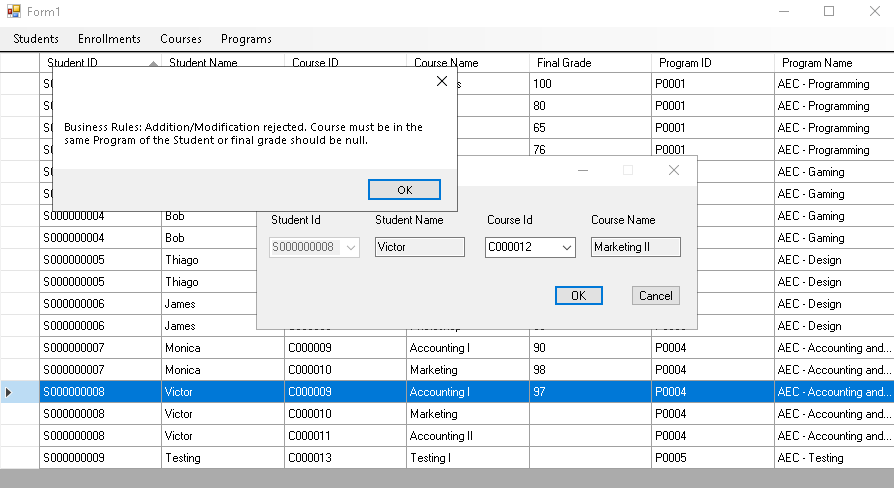 Form1
Students Enrollments Courses Programs
Student ID Student Name Course ID Course Name Final Grade Program ID Program Name
100 P0001 AEC - Programming
80 P0001 AEC - Programming
65 P0001 AEC - Programming
76 P0001 AEC - Programming
AEC - Gaming
AEC - Gaming
S000000004 Bob AEC - Gaming
S000000004 Bob AEC - Gaming
S000000005 Thiago AEC - Design
S000000005 Thiago AEC - Design
S000000006 James AEC - Design
S000000006 James AEC - Design
S000000007 Monica C000009 Accounting I 90 P0004 AEC - Accounting and...
S000000007 Monica C000010 Marketing 98 P0004 AEC - Accounting and...
S000000008 Victor C000009 Accounting I 97 P0004 AEC - Accounting and...
S000000008 Victor C000010 Marketing P0004 AEC - Accounting and...
S000000008 Victor C000011 Accounting II P0004 AEC - Accounting and...
S000000009 Testing C000013 Testing I P0005 AEC - Testing
Business Rules: Addition/Modification rejected. Course must be in the
same Program of the Student or final grade should be null.
OK
Student Id Student Name Course Id Course Name
S000000008 Victor C000012 Marketing II
OK Cancel